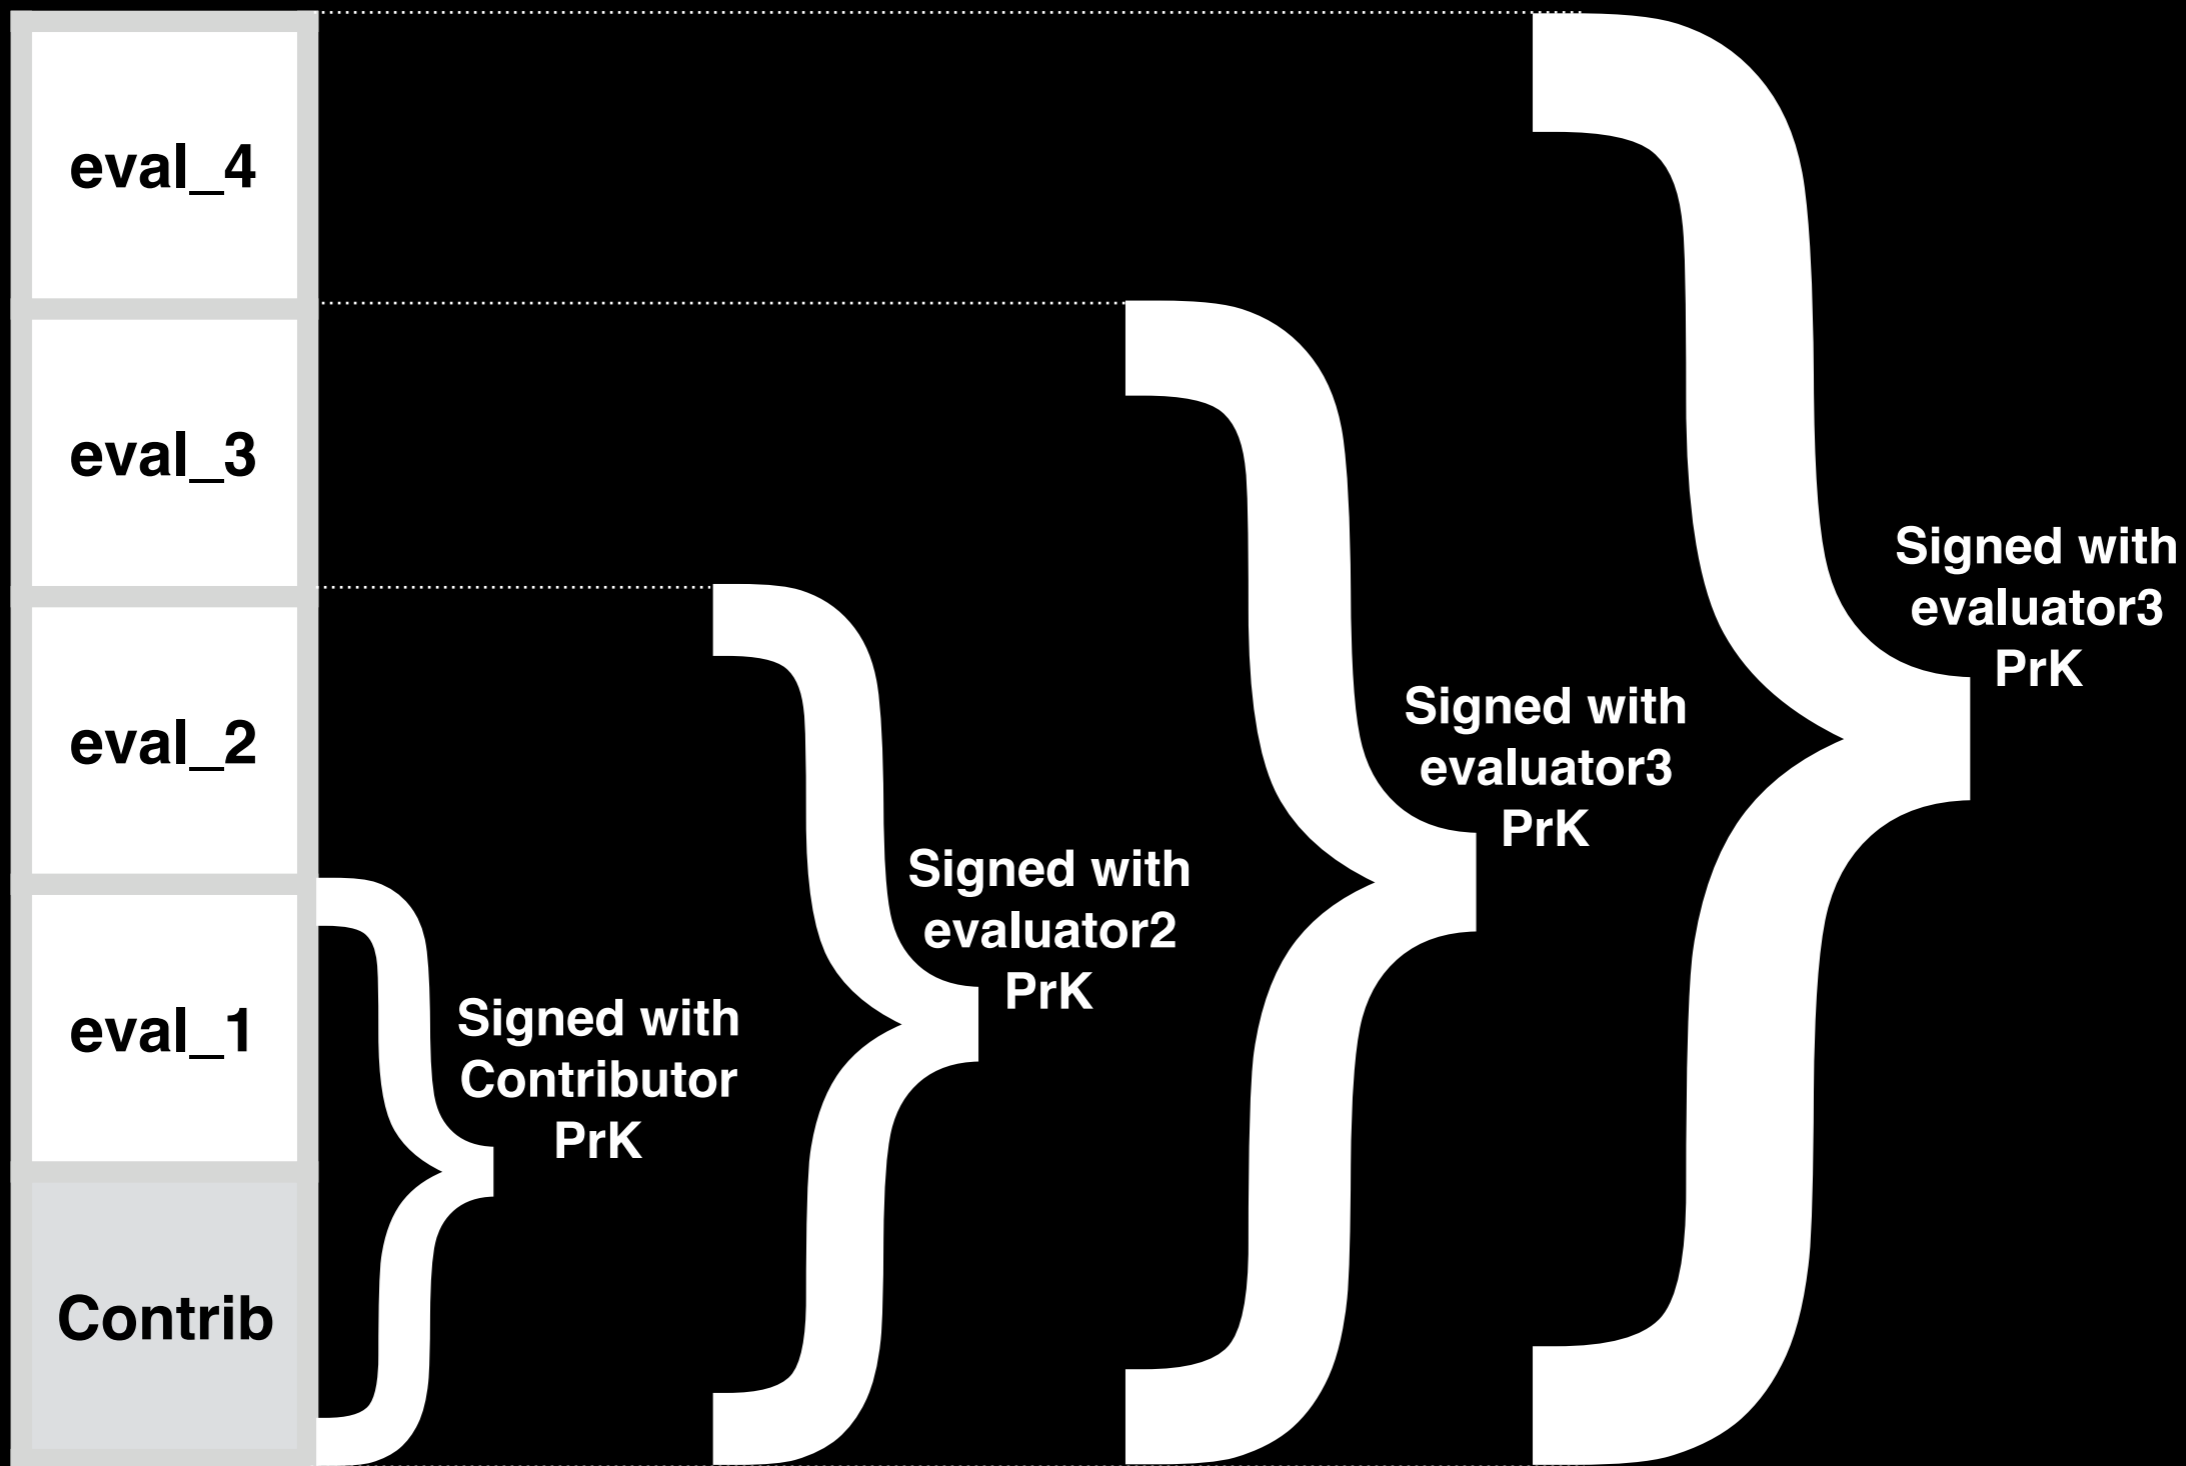 eval_4
eval_3
eval_2
eval_1
Contrib
Signed with
Contributor
PrK
Signed with
evaluator2
PrK
Signed with
evaluator3
PrK
Signed with
evaluator3
PrK